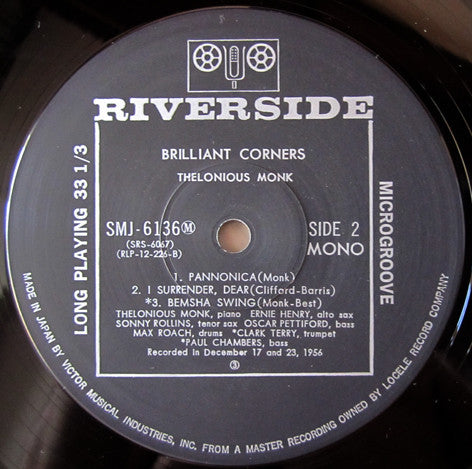 RIVERSIDE
BRILLIANT CORNERS
THELONIOUS MONK
LONG PLAYING 33 1/3
MICROGROOVE
SMJ-6136Ⓜ
(SRS-6067)
(RLP-12-226-B)
SIDE 2
MONO
1. PANNONICA(Monk)
2. I SURRENDER, DEAR(Clifford-Barris)
*3. BEMSHA SWING(Monk-Best)
THELONIOUS MONK, piano ERNIE HENRY, alto sax
SONNY ROLLINS, tenor sax OSCAR PETTIFORD, bass
MAX ROACH, drums *CLARK TERRY, trumpet
*PAUL CHAMBERS, bass
Recorded in December 17 and 23, 1956
③
MADE IN JAPAN BY VICTOR MUSICAL INDUSTRIES, INC. FROM A MASTER RECORDING OWNED BY LOCELE RECORD COMPANY